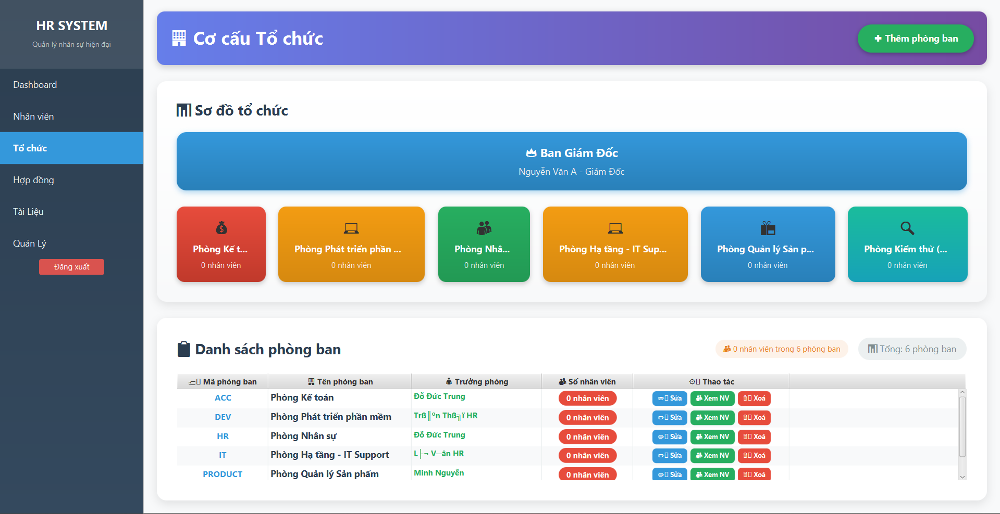 HR SYSTEM
Quản lý nhân sự hiện đại
Dashboard
Nhân viên
Tổ chức
Hợp đồng
Tài Liệu
Quản Lý
Đăng xuất
Cơ cấu Tổ chức
Thêm phòng ban
Sơ đồ tổ chức
Ban Giám Đốc
Nguyễn Văn A - Giám Đốc
Phòng Kế t...
0 nhân viên
Phòng Phát triển phần ...
0 nhân viên
Phòng Nhâ...
0 nhân viên
Phòng Hạ tầng - IT Sup...
0 nhân viên
Phòng Quản lý Sản p...
0 nhân viên
Phòng Kiểm thử (...
0 nhân viên
Danh sách phòng ban
0 nhân viên trong 6 phòng ban
Tổng: 6 phòng ban
Mã phòng ban Tên phòng ban Trưởng phòng Số nhân viên Thao tác
ACC Phòng Kế toán Đỗ Đức Trung 0 nhân viên Sửa Xem NV Xoá
DEV Phòng Phát triển phần mềm Trß║ºn Thß╗ï HR 0 nhân viên Sửa Xem NV Xoá
HR Phòng Nhân sự Đỗ Đức Trung 0 nhân viên Sửa Xem NV Xoá
IT Phòng Hạ tầng - IT Support L├¬ V─ân HR 0 nhân viên Sửa Xem NV Xoá
PRODUCT Phòng Quản lý Sản phẩm Minh Nguyễn 0 nhân viên Sửa Xem NV Xoá